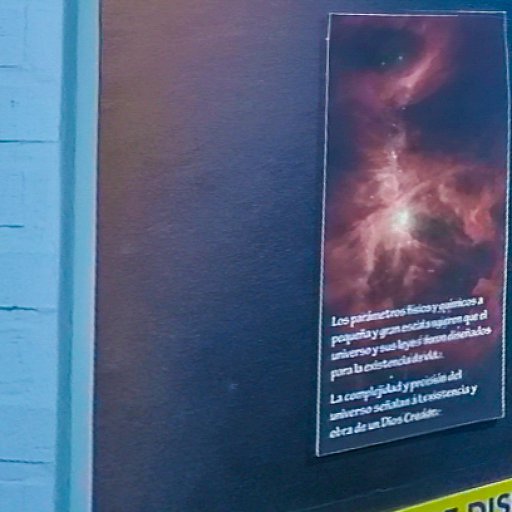 Los parámetros físicos y químicos a
pequeña y gran escala sugieren que el
universo y sus leyes fueron diseñados
para la existencia de vida.
La complejidad y precisión del
universo señalan a la existencia y
obra de un Dios Creador.
DIS